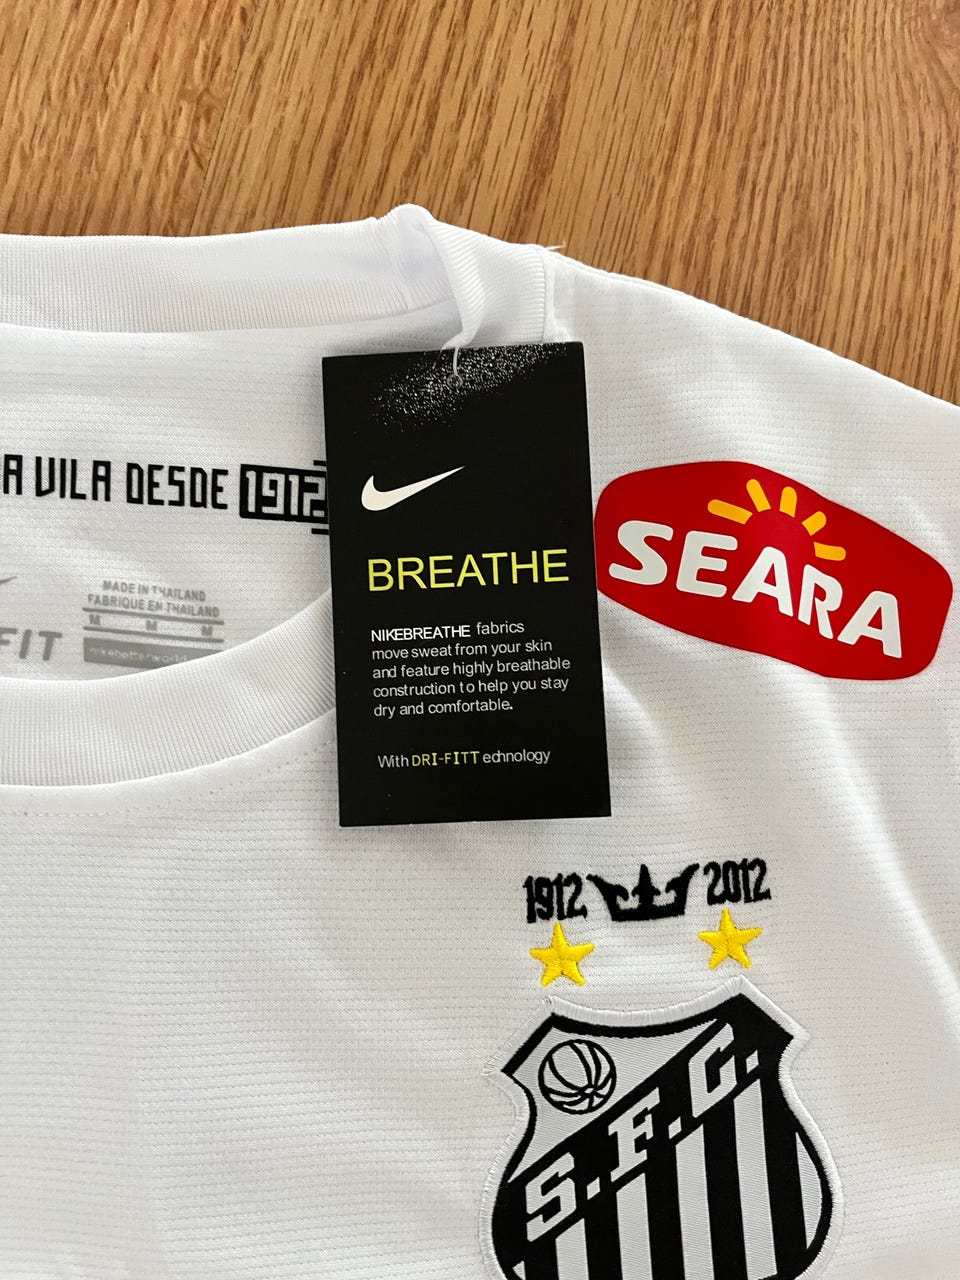 A VILA DESDE 1912
MADE IN THAILAND
FABRIQUE EN THAILAND
M M M
FIT
nikebetterworld
BREATHE
NIKEBREATHE fabrics
move sweat from your skin
and feature highly breathable
construction to help you stay
dry and comfortable.
With DRI-FITT echnology
SEARA
1912 2012
S.F.C.